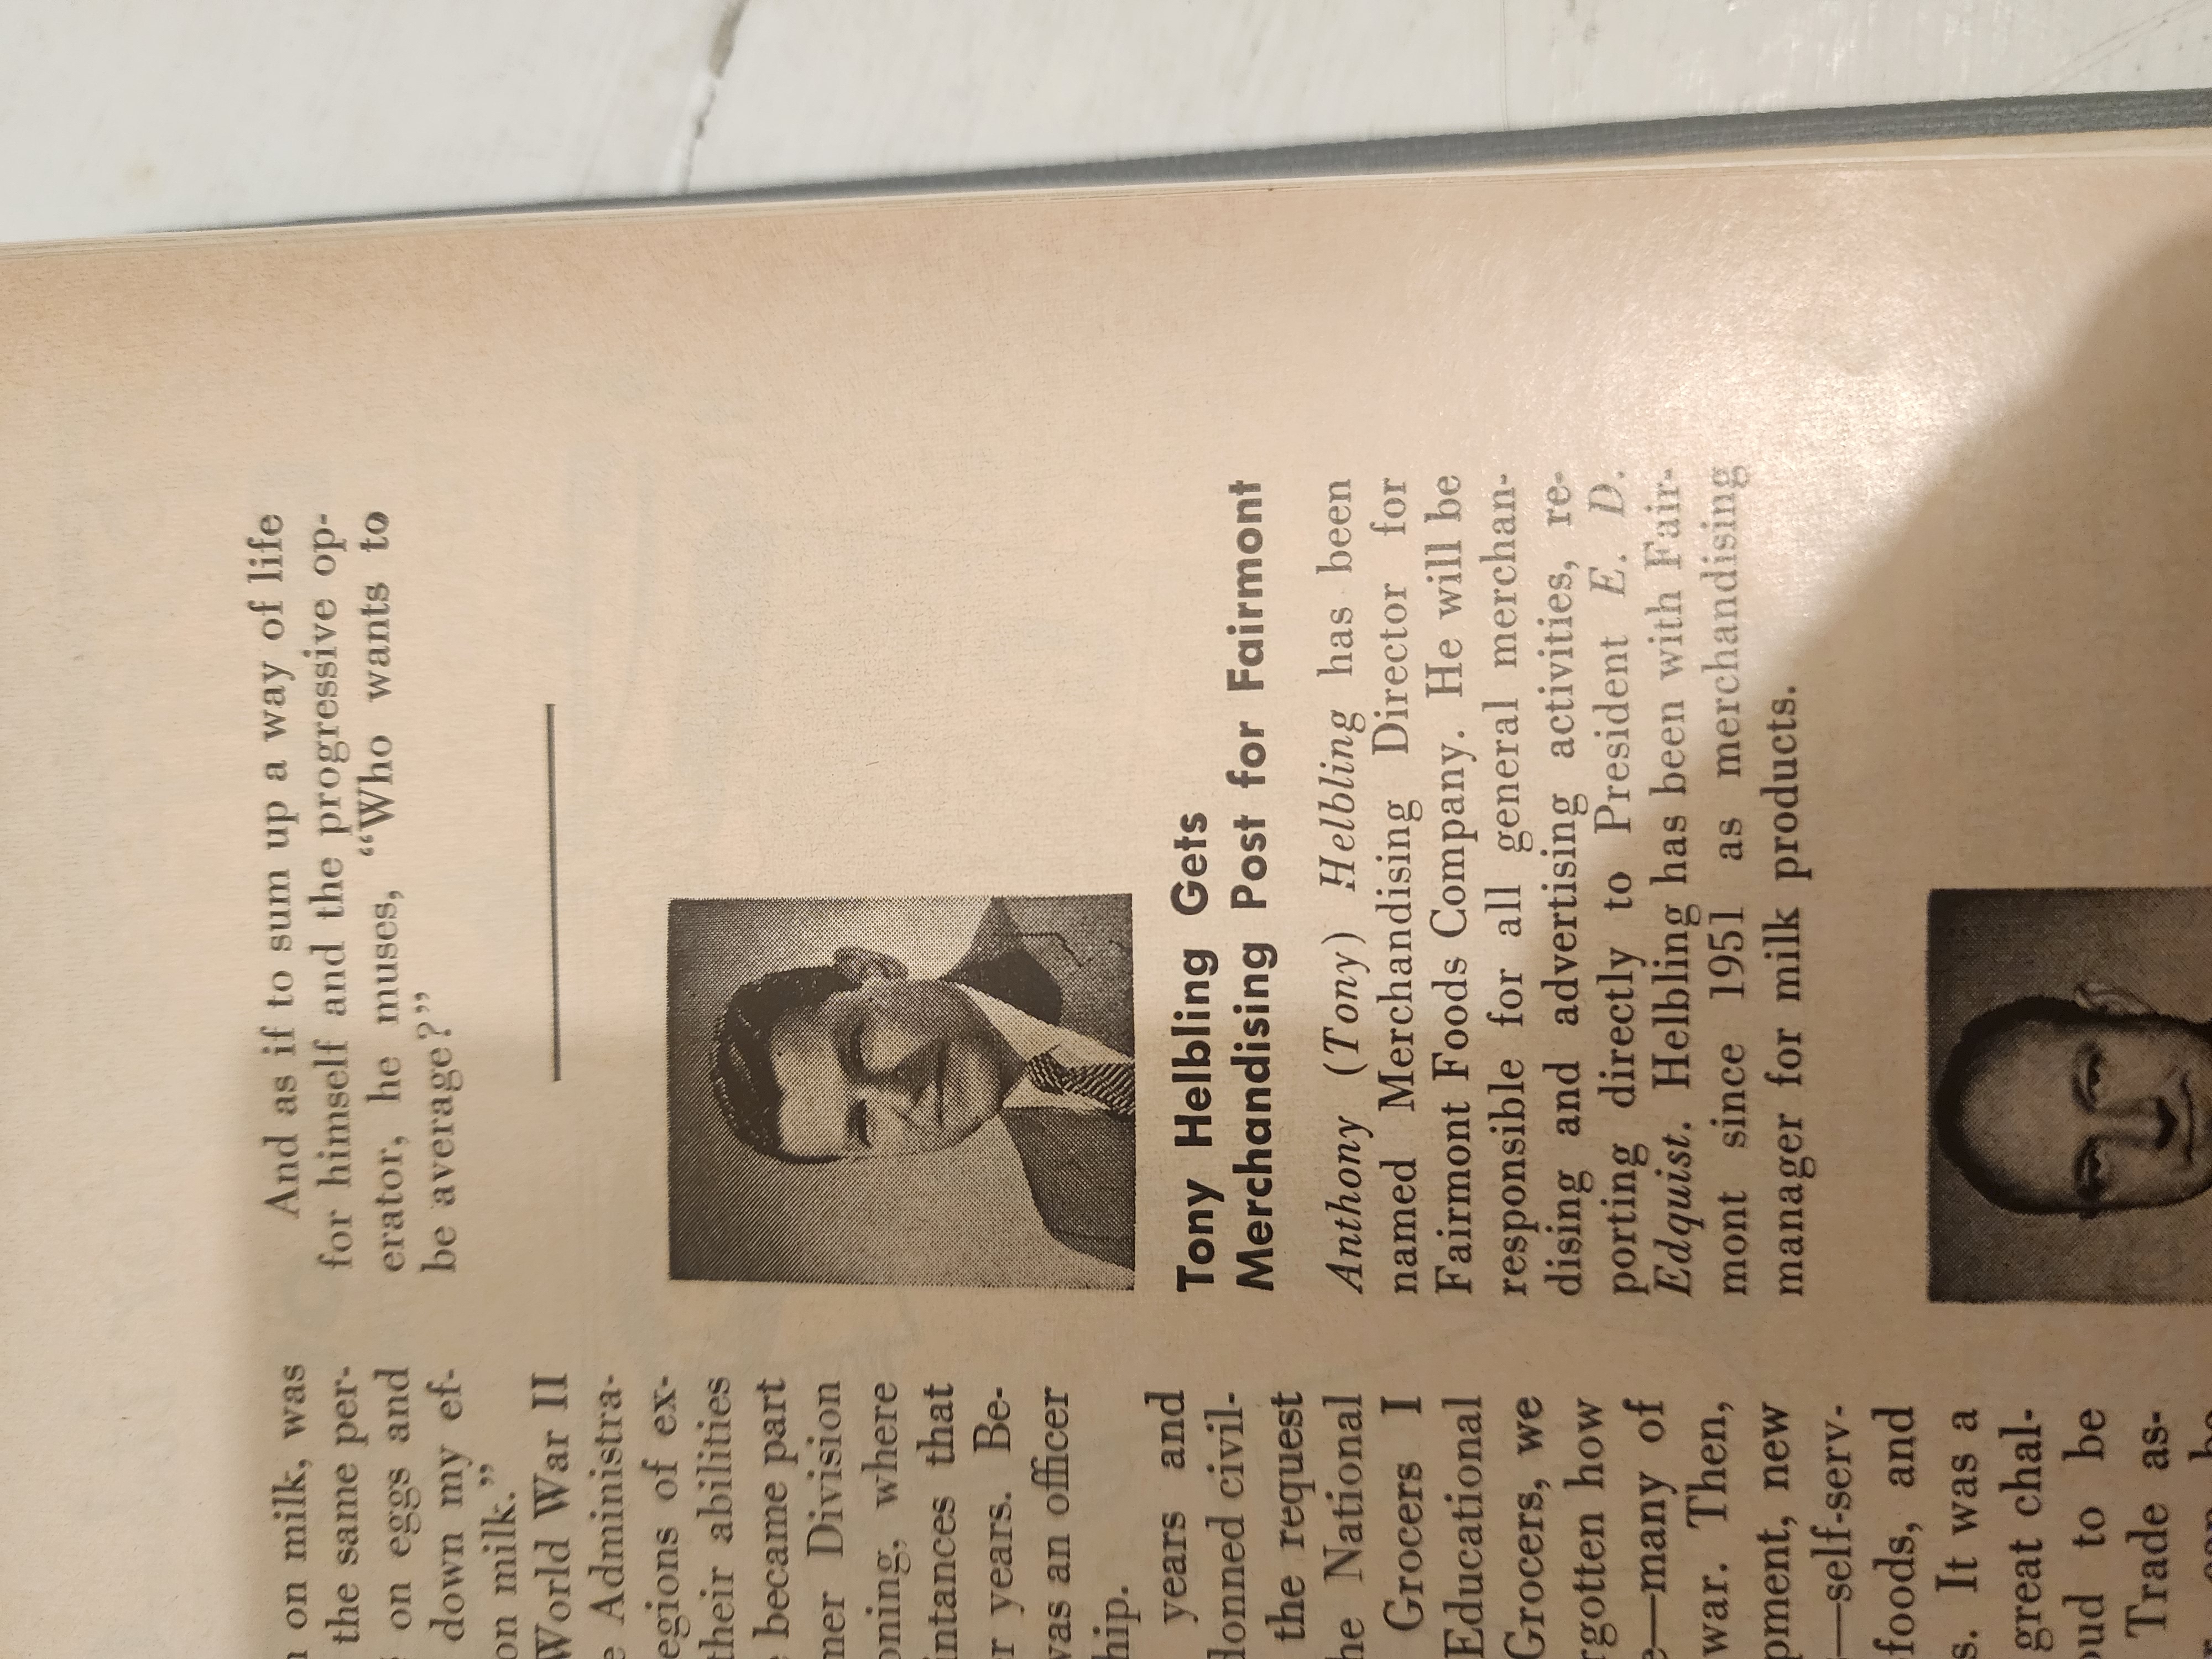 on milk, was
the same per-
on eggs and
down my ef-
on milk.”
World War II
Administra-
egions of ex-
their abilities
became part
ner Division
oning, where
intances that
r years. Be-
was an officer
hip.
years and
donned civil-
the request
he National
Grocers I
Educational
Grocers, we
rgotten how
e—many of
war. Then,
pment, new
—self-serv-
foods, and
s. It was a
great chal-
oud to be
Trade as-
And as if to sum up a way of life
for himself and the progressive op-
erator, he muses, “Who wants to
be average?”
Tony Helbling Gets
Merchandising Post for Fairmont
Anthony (Tony) Helbling has been
named Merchandising Director for
Fairmont Foods Company. He will be
responsible for all general merchan-
dising and advertising activities, re-
porting directly to President E. D.
Edquist. Helbling has been with Fair-
mont since 1951 as merchandising
manager for milk products.